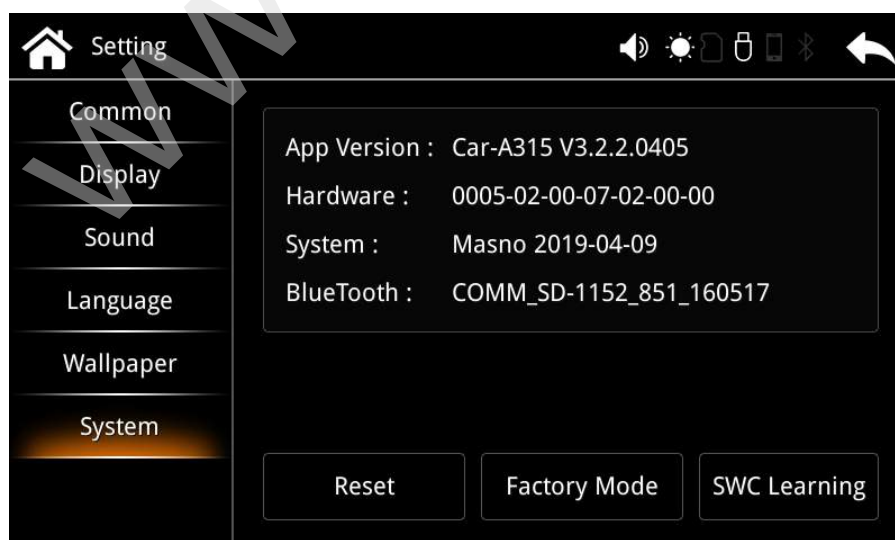 Setting
Common
Display
Sound
Language
Wallpaper
System
App Version : Car-A315 V3.2.2.0405
Hardware : 0005-02-00-07-02-00-00
System : Masno 2019-04-09
BlueTooth : COMM_SD-1152_851_160517
Reset
Factory Mode
SWC Learning